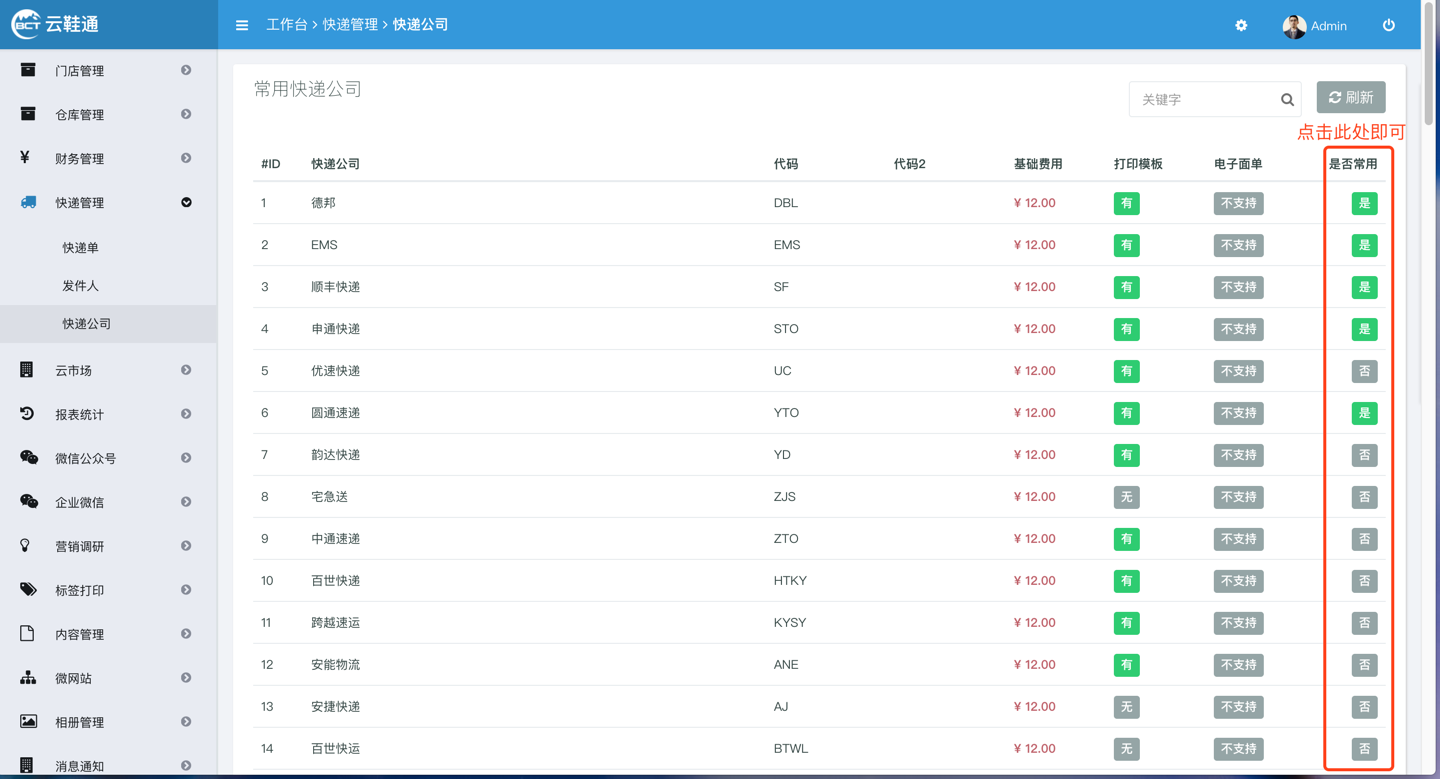 BCT 云鞋通
工作台 > 快递管理 > 快递公司
Admin
门店管理
仓库管理
¥ 财务管理
快递管理
快递单
发件人
快递公司
云市场
报表统计
微信公众号
企业微信
营销调研
标签打印
内容管理
微网站
相册管理
消息通知
常用快递公司
关键字
刷新
点击此处即可
#ID 快递公司 代码 代码2 基础费用 打印模板 电子面单 是否常用
1 德邦 DBL ¥ 12.00 有 不支持 是
2 EMS EMS ¥ 12.00 有 不支持 是
3 顺丰快递 SF ¥ 12.00 有 不支持 是
4 申通快递 STO ¥ 12.00 有 不支持 是
5 优速快递 UC ¥ 12.00 有 不支持 否
6 圆通速递 YTO ¥ 12.00 有 不支持 是
7 韵达快递 YD ¥ 12.00 有 不支持 否
8 宅急送 ZJS ¥ 12.00 无 不支持 否
9 中通速递 ZTO ¥ 12.00 有 不支持 否
10 百世快递 HTKY ¥ 12.00 有 不支持 否
11 跨越速运 KYSY ¥ 12.00 有 不支持 否
12 安能物流 ANE ¥ 12.00 有 不支持 否
13 安捷快递 AJ ¥ 12.00 无 不支持 否
14 百世快运 BTWL ¥ 12.00 无 不支持 否